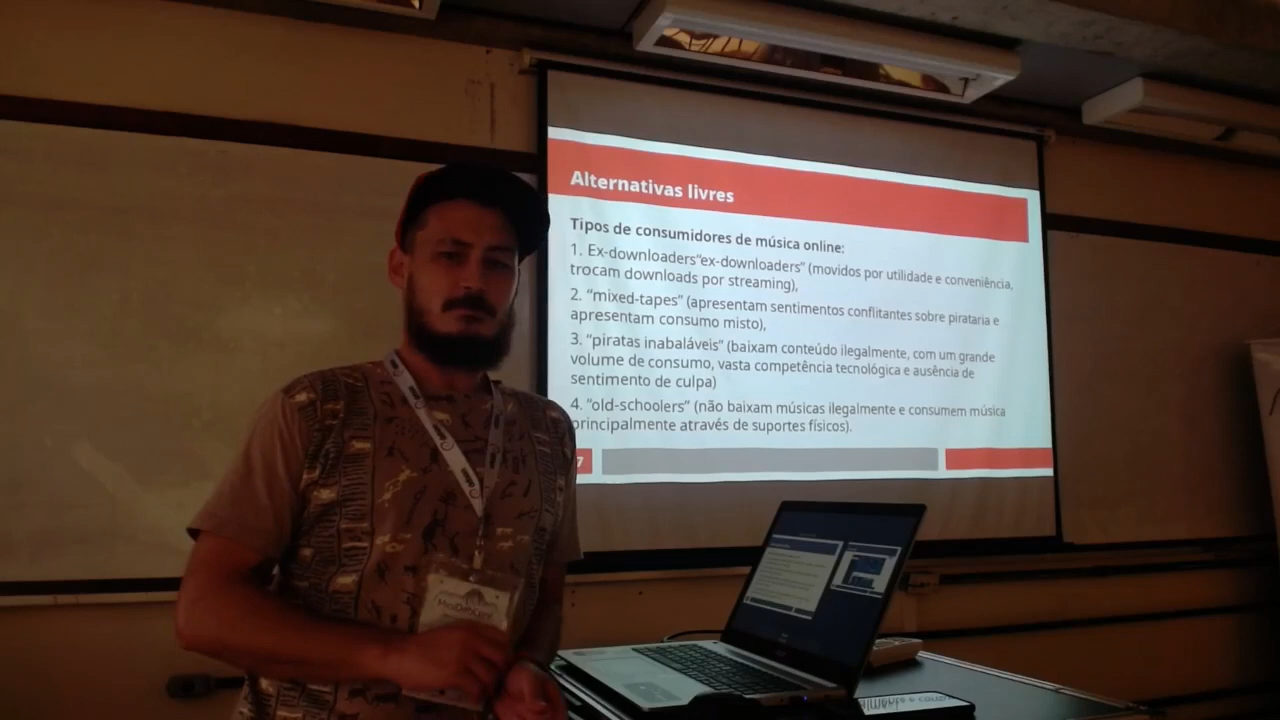 Alternativas livres
Tipos de consumidores de música online:
1. Ex-downloaders“ex-downloaders” (movidos por utilidade e conveniência,
trocam downloads por streaming),
2. “mixed-tapes” (apresentam sentimentos conflitantes sobre pirataria e
apresentam consumo misto),
3. “piratas inabaláveis” (baixam conteúdo ilegalmente, com um grande
volume de consumo, vasta competência tecnológica e ausência de
sentimento de culpa)
4. “old-schoolers” (não baixam músicas ilegalmente e consumem música
principalmente através de suportes físicos).
7
MiniDebConf